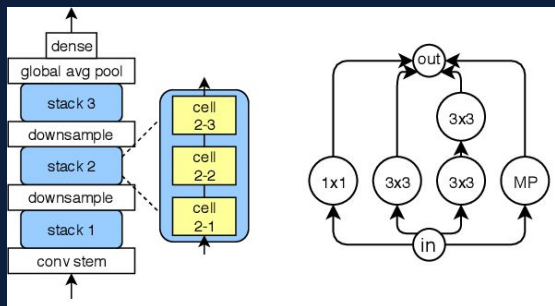 dense
global avg pool
stack 3
downsample
stack 2
downsample
stack 1
conv stem
cell
2-3
cell
2-2
cell
2-1
out
3x3
1x1
3x3
3x3
MP
in